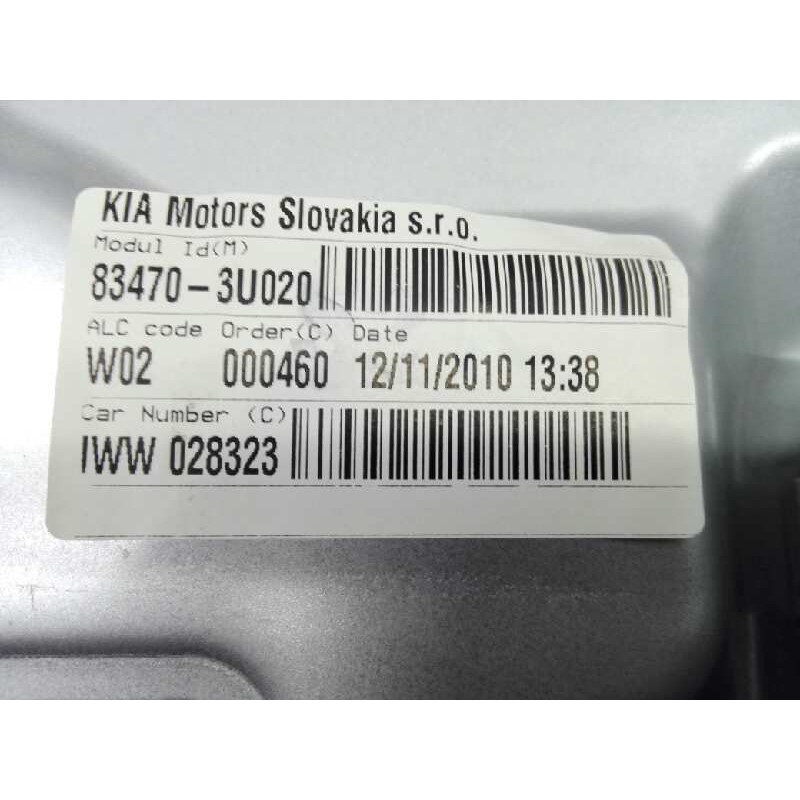 KIA Motors Slovakia s.r.o.
Modul Id(M)
83470-3U020
ALC code Order(C) Date
W02 000460 12/11/2010 13:38
Car Number (C)
IWW 028323